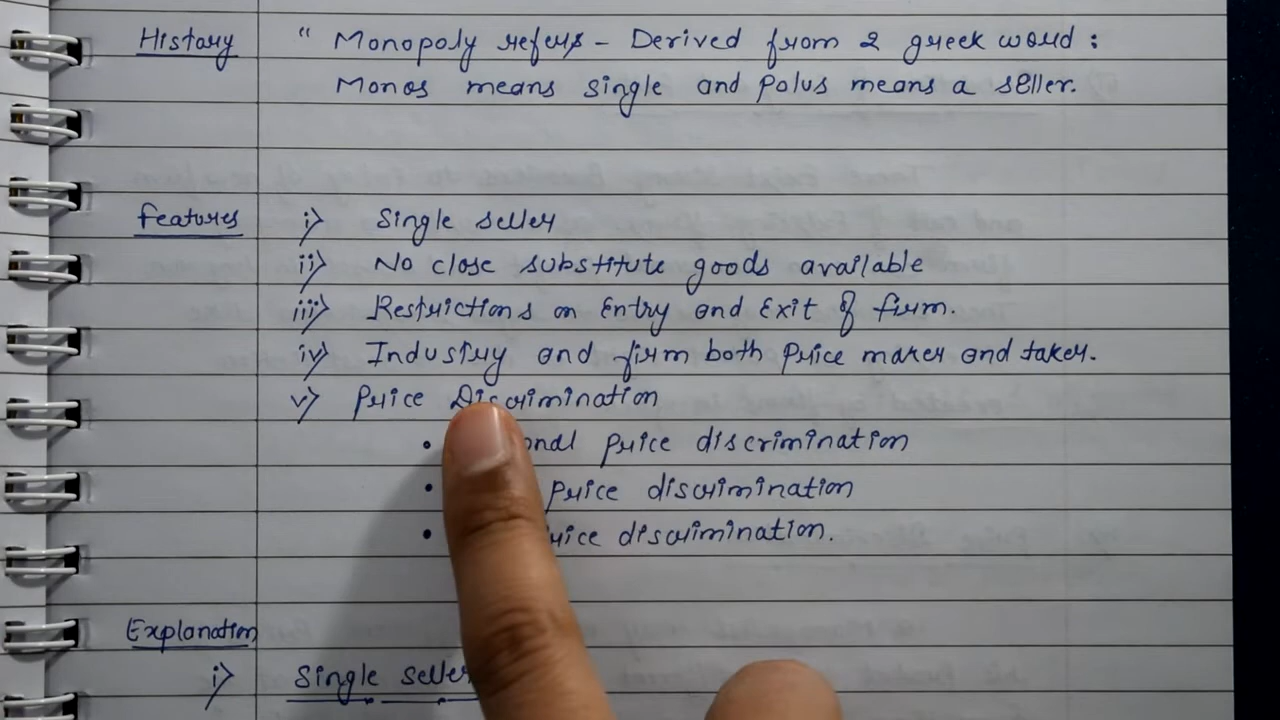 History " Monopoly refers - Derived from 2 greek word :
Monos means single and Polus means a seller.
Features i) Single seller
ii) No close substitute goods available
iii) Restrictions on Entry and Exit of firm.
iv) Industry and firm both Price maker and taker.
v) Price Discrimination
• price discrimination
• Price discrimination
• discrimination.
Explanation
i) Single seller